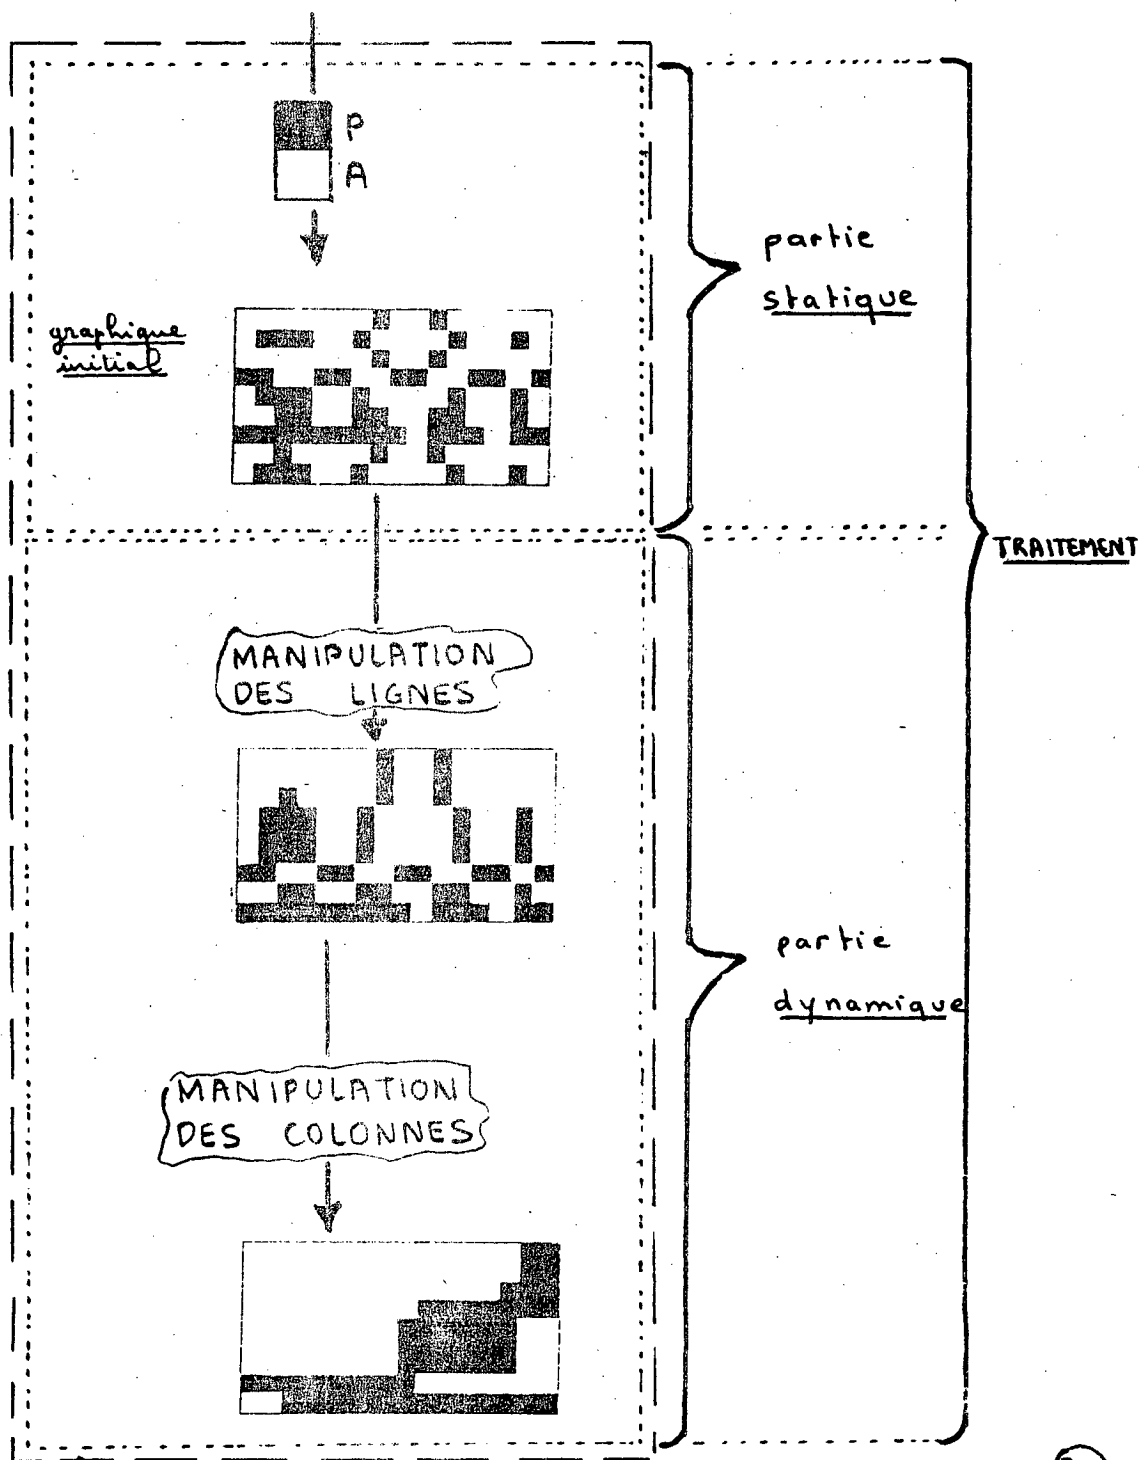 P
A
partie
statique
graphique
initial
TRAITEMENT
MANIPULATION
DES LIGNES
partie
dynamique
MANIPULATION
DES COLONNES